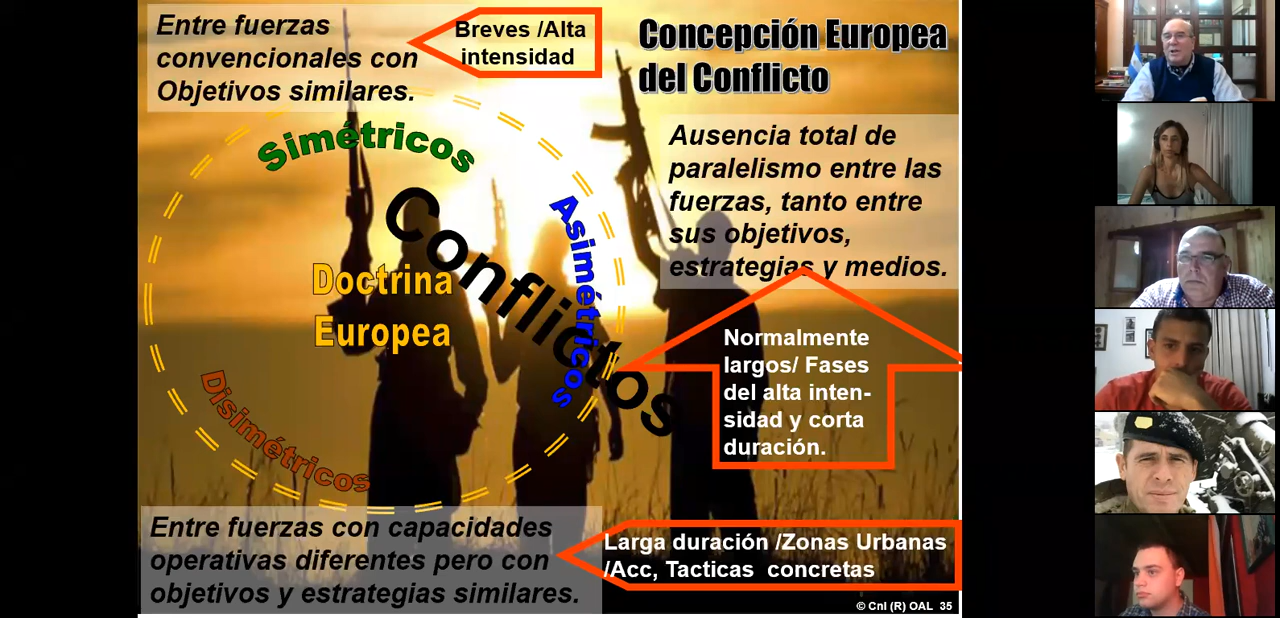 Entre fuerzas
convencionales con
Objetivos similares.
Breves /Alta
intensidad
Concepción Europea
del Conflicto
Simétricos
Ausencia total de
paralelismo entre las
fuerzas, tanto entre
sus objetivos,
estrategias y medios.
Conflictos
Asimétricos
Doctrina
Europea
Normalmente
largos/ Fases
del alta inten-
sidad y corta
duración.
Disimétricos
Entre fuerzas con capacidades
operativas diferentes pero con
objetivos y estrategias similares.
Larga duración /Zonas Urbanas
/Acc, Tacticas concretas
© Cnl (R) OAL 35